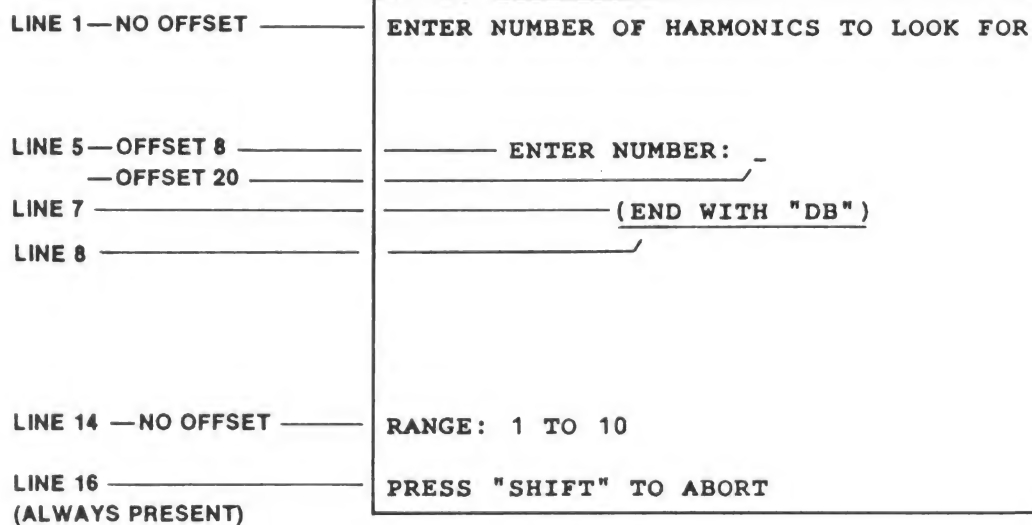 LINE 1—NO OFFSET ENTER NUMBER OF HARMONICS TO LOOK FOR
LINE 5—OFFSET 8 ENTER NUMBER: _
—OFFSET 20
LINE 7 (END WITH "DB")
LINE 8
LINE 14 —NO OFFSET RANGE: 1 TO 10
LINE 16 PRESS "SHIFT" TO ABORT
(ALWAYS PRESENT)